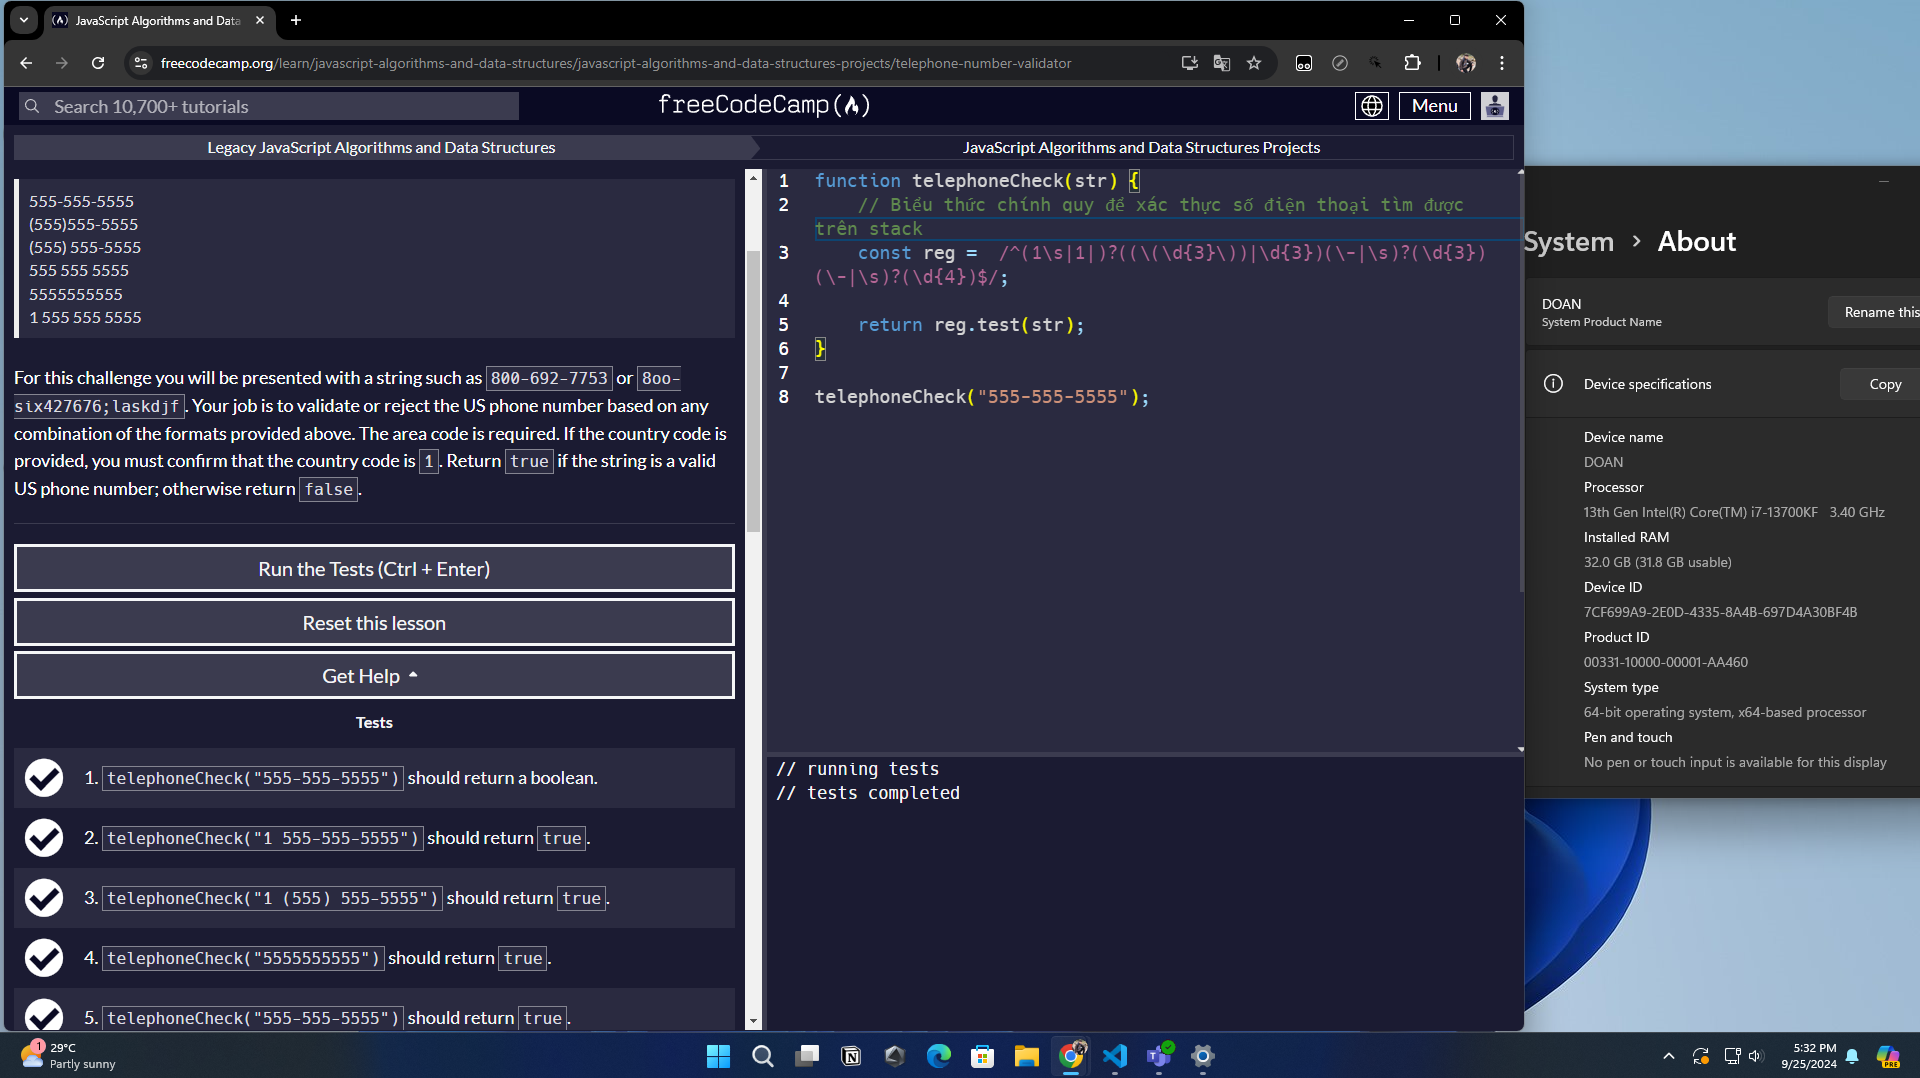 JavaScript Algorithms and Data
freecodecamp.org/learn/javascript-algorithms-and-data-structures/javascript-algorithms-and-data-structures-projects/telephone-number-validator
Search 10,700+ tutorials
freeCodeCamp
Menu
Legacy JavaScript Algorithms and Data Structures
JavaScript Algorithms and Data Structures Projects
555-555-5555
(555)555-5555
(555) 555-5555
555 555 5555
5555555555
1 555 555 5555
For this challenge you will be presented with a string such as 800-692-7753 or 8oo-
six427676;laskdjf. Your job is to validate or reject the US phone number based on any
combination of the formats provided above. The area code is required. If the country code is
provided, you must confirm that the country code is 1. Return true if the string is a valid
US phone number; otherwise return false.
Run the Tests (Ctrl + Enter)
Reset this lesson
Get Help
Tests
1. telephoneCheck("555-555-5555") should return a boolean.
2. telephoneCheck("1 555-555-5555") should return true.
3. telephoneCheck("1 (555) 555-5555") should return true.
4. telephoneCheck("5555555555") should return true.
5. telephoneCheck("555-555-5555") should return true.
1 function telephoneCheck(str) {
2 // Biểu thức chính quy để xác thực số điện thoại tìm được
trên stack
3 const reg = /^(1\s|1|)?((\(\d{3}\))|\d{3})(\-|\s)?(\d{3})
(\-|\s)?(\d{4})$/;
4
5 return reg.test(str);
6 }
7
8 telephoneCheck("555-555-5555");
// running tests
// tests completed
System > About
DOAN
System Product Name
Rename this
Device specifications
Copy
Device name
DOAN
Processor
13th Gen Intel(R) Core(TM) i7-13700KF 3.40 GHz
Installed RAM
32.0 GB (31.8 GB usable)
Device ID
7CF699A9-2E0D-4335-8A4B-697D4A30BF4B
Product ID
00331-10000-00001-AA460
System type
64-bit operating system, x64-based processor
Pen and touch
No pen or touch input is available for this display
1
29°C
Partly sunny
5:32 PM
9/25/2024
PRE